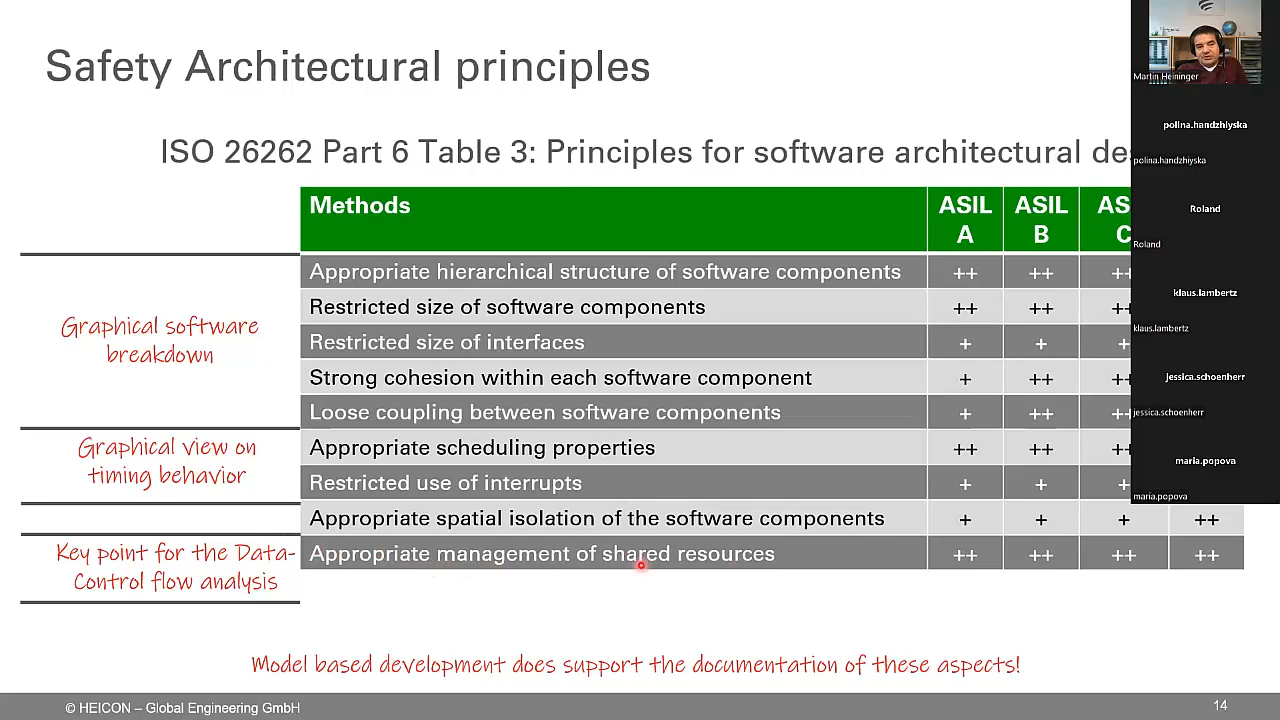 Safety Architectural principles
ISO 26262 Part 6 Table 3: Principles for software architectural
Methods ASIL A ASIL B
Appropriate hierarchical structure of software components ++ ++
Restricted size of software components ++ ++
Restricted size of interfaces + + +
Strong cohesion within each software component + ++
Loose coupling between software components + ++
Appropriate scheduling properties ++ ++
Restricted use of interrupts + + +
Appropriate spatial isolation of the software components + + + ++
Appropriate management of shared resources ++ ++ ++ ++
Graphical software
breakdown
Graphical view on
timing behavior
Key point for the Data-
Control flow analysis
Model based development does support the documentation of these aspects!
© HEICON – Global Engineering GmbH
14
Martin Heininger
polina.handzhiyska
polina.handzhiyska
Roland
Roland
klaus.lambertz
klaus.lambertz
jessica.schoenherr
jessica.schoenherr
maria.popova
maria.popova